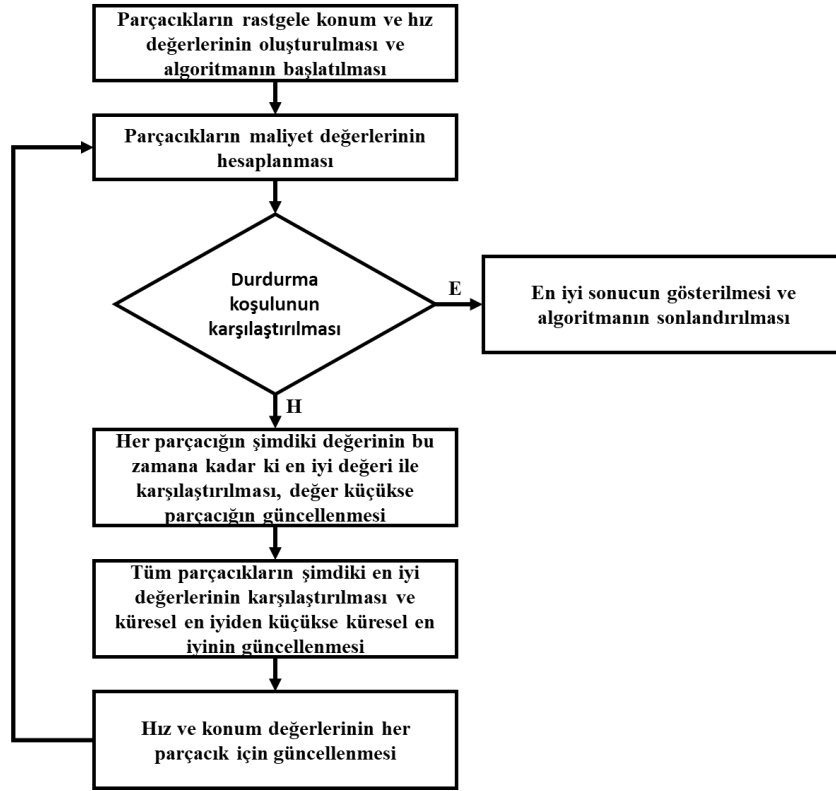 Parçacıkların rastgele konum ve hız
değerlerinin oluşturulması ve
algoritmanın başlatılması
Parçacıkların maliyet değerlerinin
hesaplanması
Durdurma
koşulunun
karşılaştırılması
E
En iyi sonucun gösterilmesi ve
algoritmanın sonlandırılması
H
Her parçacığın şimdiki değerinin bu
zamana kadar ki en iyi değeri ile
karşılaştırılması, değer küçükse
parçacığın güncellenmesi
Tüm parçacıkların şimdiki en iyi
değerlerinin karşılaştırılması ve
küresel en iyiden küçükse küresel en
iyinin güncellenmesi
Hız ve konum değerlerinin her
parçacık için güncellenmesi